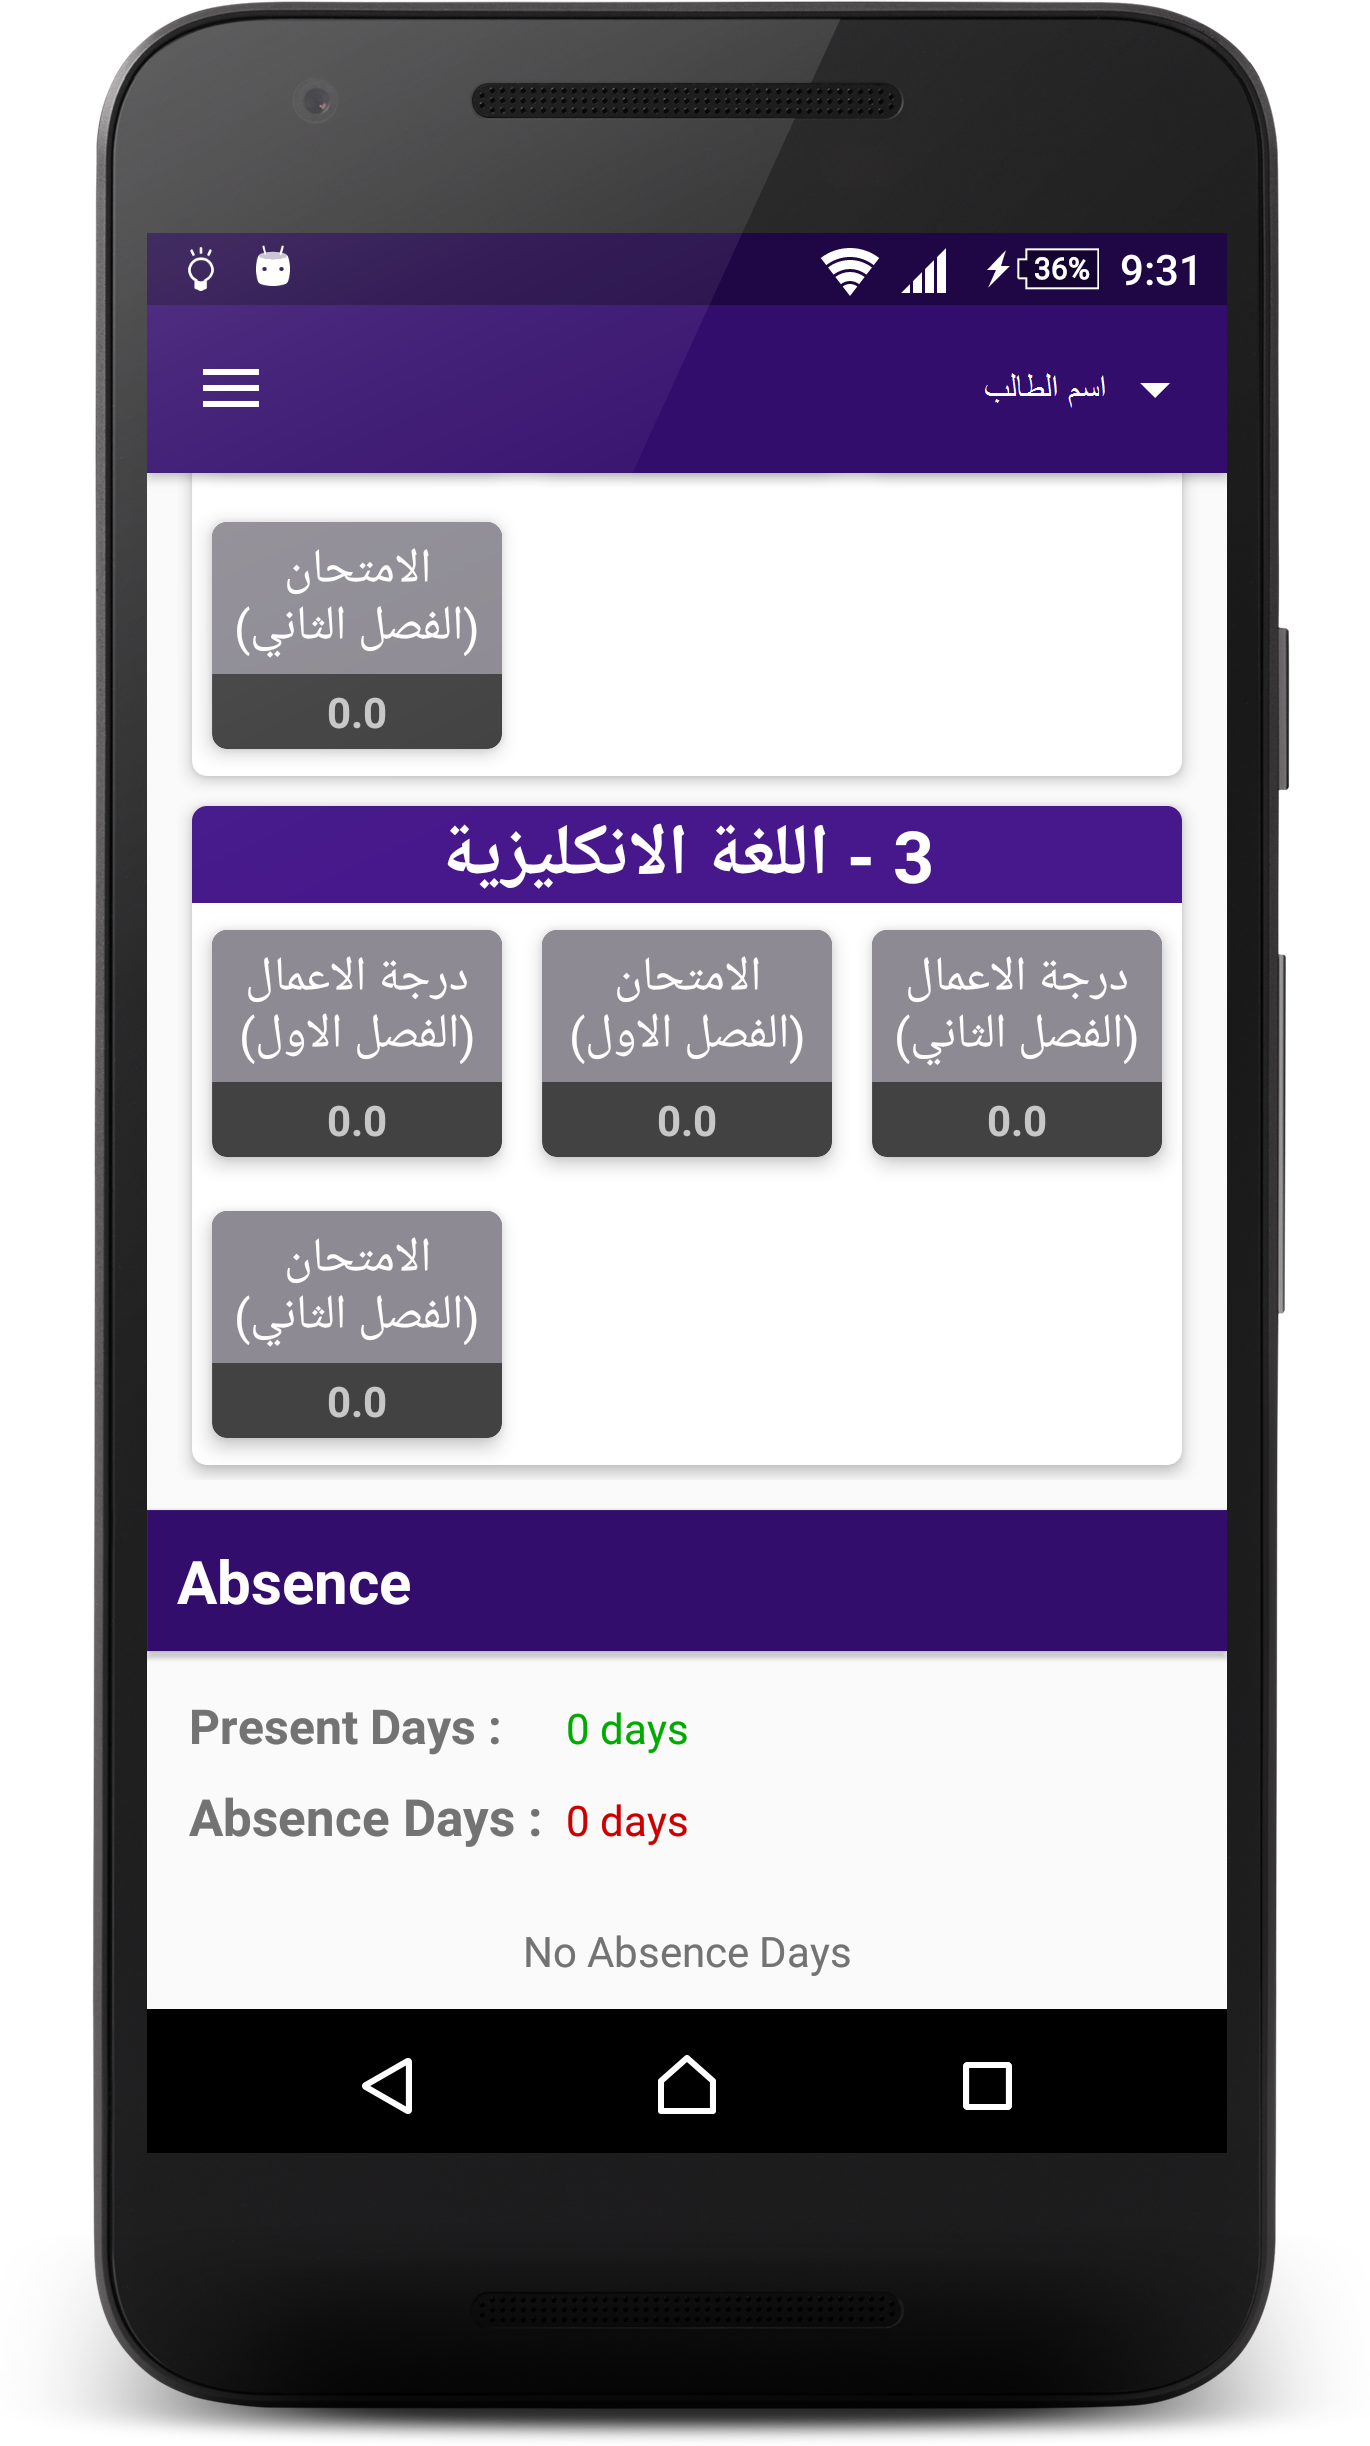 36% 9:31
اسم الطالب
الامتحان
(الفصل الثاني)
0.0
3 - اللغة الانكليزية
درجة الاعمال
(الفصل الاول)
0.0
الامتحان
(الفصل الاول)
0.0
درجة الاعمال
(الفصل الثاني)
0.0
الامتحان
(الفصل الثاني)
0.0
Absence
Present Days : 0 days
Absence Days : 0 days
No Absence Days